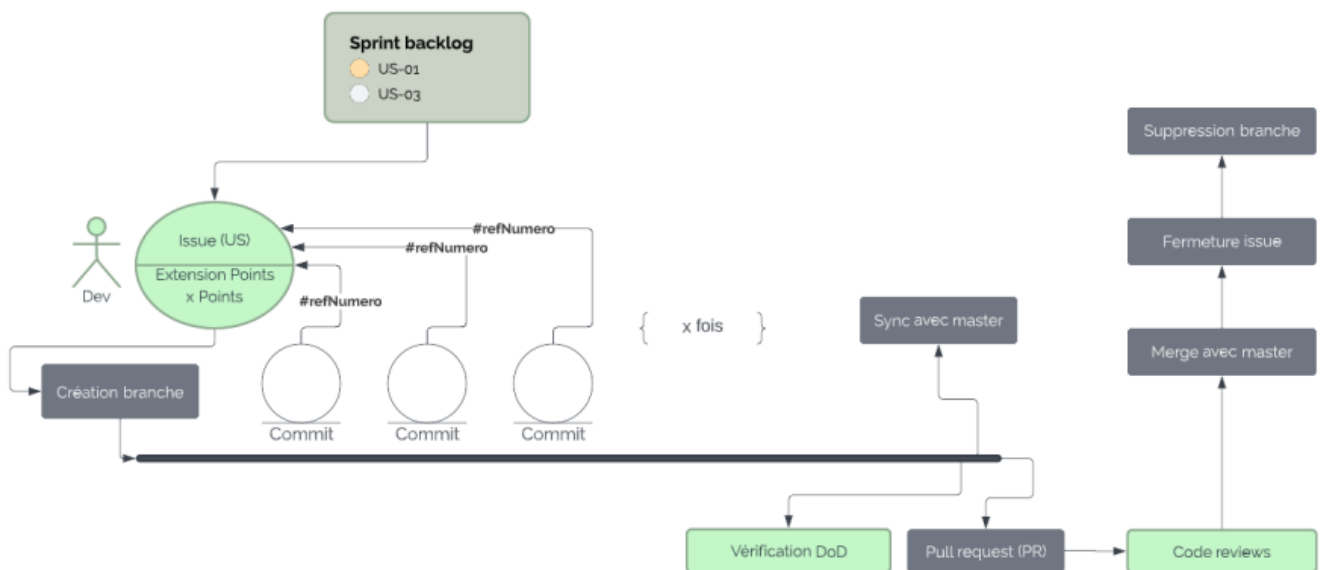 Sprint backlog
US-01
US-03
Suppression branche
#refNumero
Issue (US)
Fermeture issue
#refNumero
Extension Points
x Points
Dev
#refNumero
x fois
Sync avec master
Merge avec master
Création branche
Commit
Commit
Commit
Vérification DoD
Pull request (PR)
Code reviews